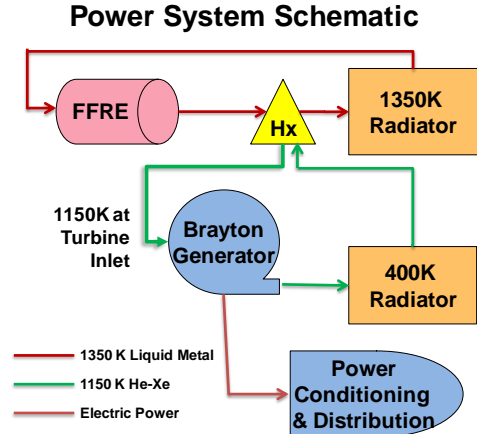 Power System Schematic
FFRE
Hx
1350K
Radiator
1150K at
Turbine
Inlet
Brayton
Generator
400K
Radiator
1350 K Liquid Metal
1150 K He-Xe
Electric Power
Power
Conditioning
& Distribution